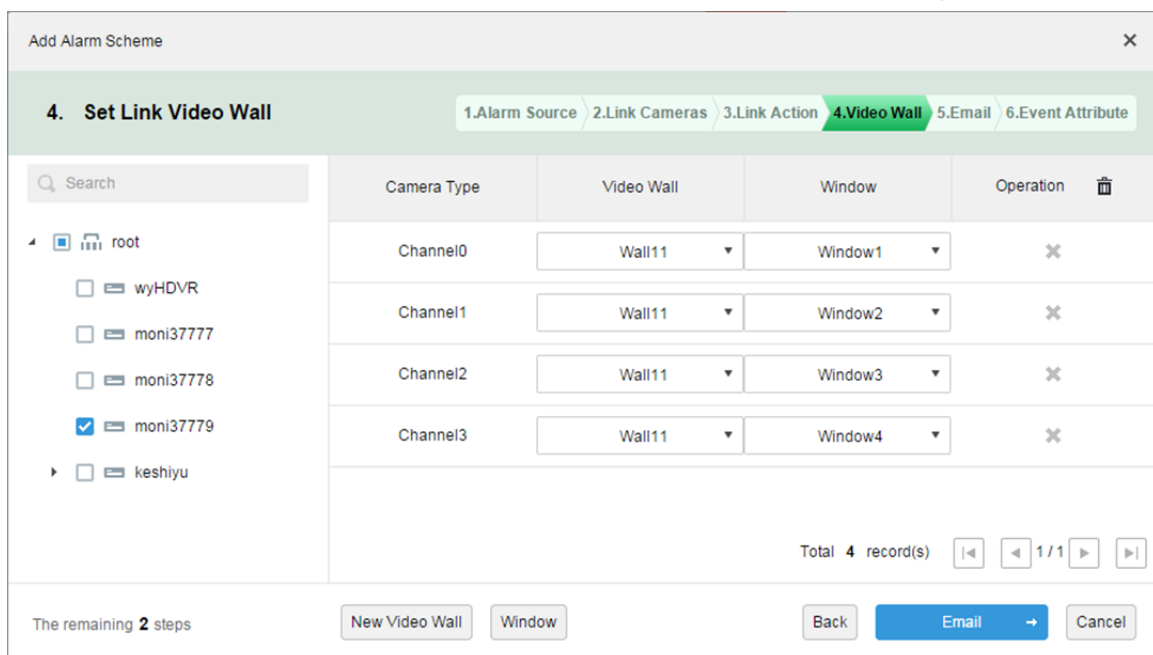 Add Alarm Scheme
4. Set Link Video Wall
1.Alarm Source 2.Link Cameras 3.Link Action 4.Video Wall 5.Email 6.Event Attribute
Search
Camera Type Video Wall Window Operation
root
Channel0 Wall11 Window1
wyHDVR
Channel1 Wall11 Window2
moni37777
moni37778
Channel2 Wall11 Window3
moni37779
Channel3 Wall11 Window4
keshiyu
Total 4 record(s) 1/1
The remaining 2 steps New Video Wall Window Back Email Cancel